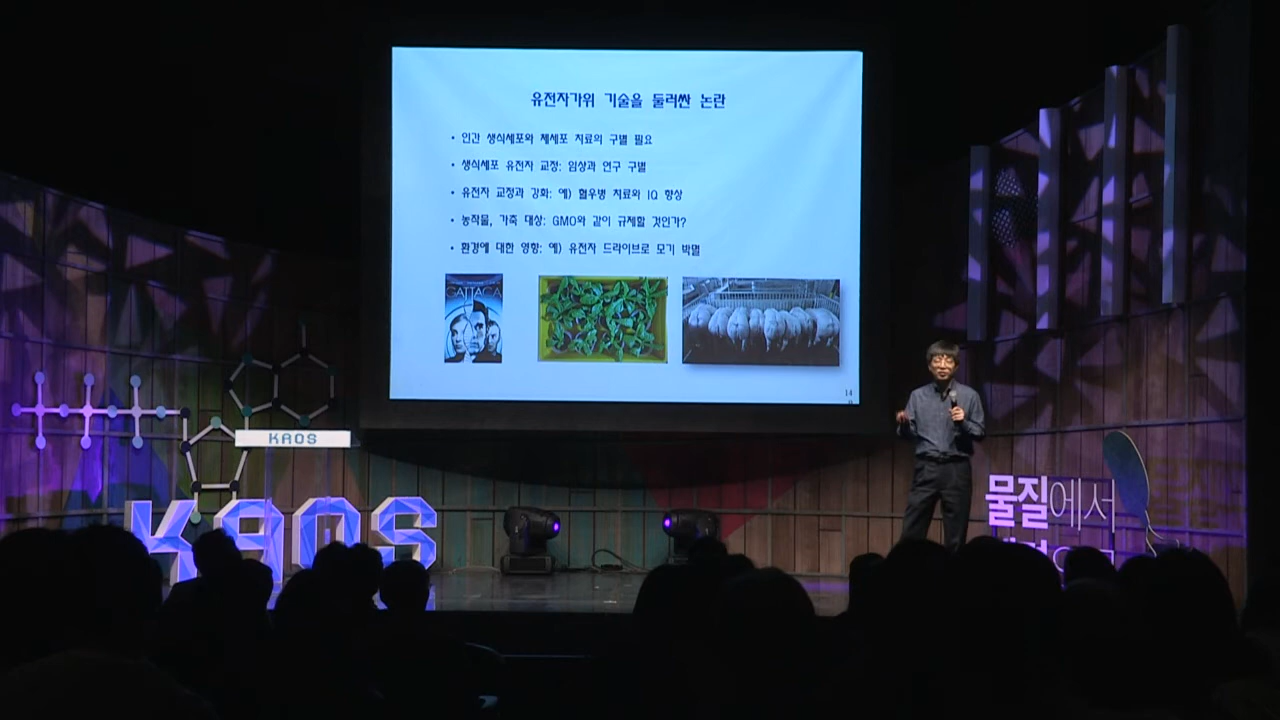 유전자가위 기술을 둘러싼 논란
• 인간 생식세포와 체세포 치료의 구별 필요
• 생식세포 유전자 교정: 임상과 연구 구별
• 유전자 교정과 강화: 예) 혈우병 치료와 IQ 향상
• 농작물, 가축 대상: GMO와 같이 규제할 것인가?
• 환경에 대한 영향: 예) 유전자 드라이브로 모기 박멸
GATTACA
14
KAOS
KAOS
물질에서